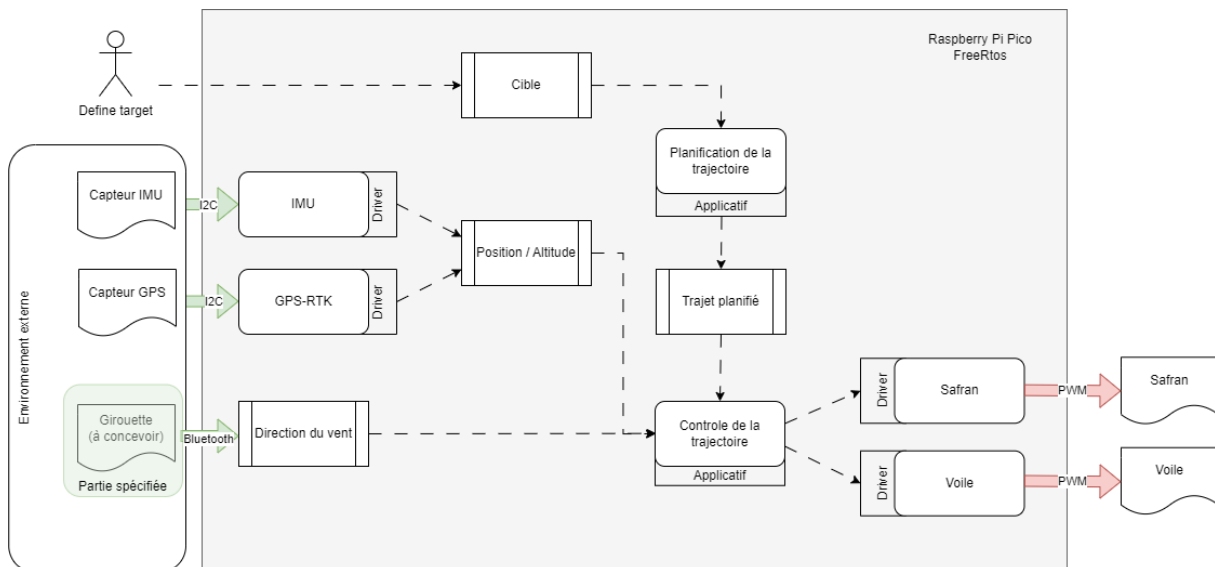 Raspberry Pi Pico
FreeRtos
Define target
Cible
Planification de la
trajectoire
Applicatif
Environnement externe
Capteur IMU
I2C
IMU
Driver
Position / Altitude
Capteur GPS
I2C
GPS-RTK
Driver
Trajet planifié
Girouette
(à concevoir)
Partie spécifiée
Bluetooth
Direction du vent
Controle de la
trajectoire
Applicatif
Driver
Safran
PWM
Safran
Driver
Voile
PWM
Voile